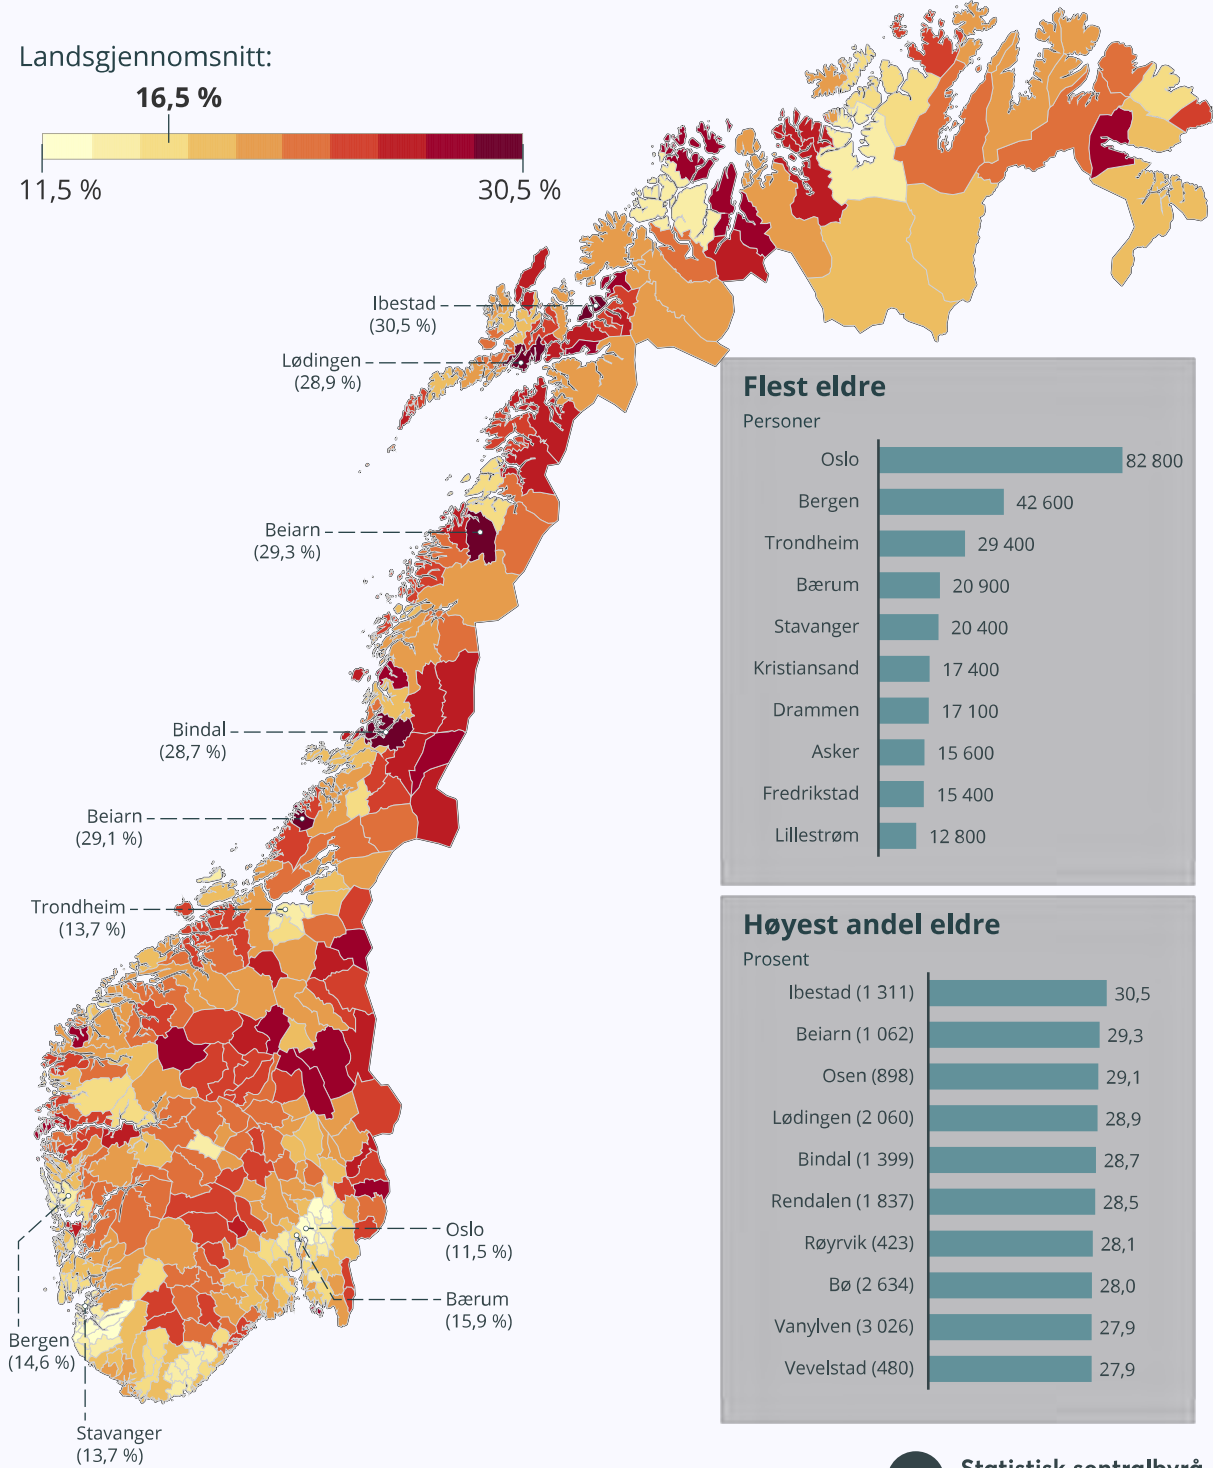 Landsgjennomsnitt:
16,5 %
11,5 %
30,5 %
Ibestad
(30,5 %)
Lødingen
(28,9 %)
Beiarn
(29,3 %)
Bindal
(28,7 %)
Beiarn
(29,1 %)
Trondheim
(13,7 %)
Oslo
(11,5 %)
Bærum
(15,9 %)
Bergen
(14,6 %)
Stavanger
(13,7 %)
Flest eldre
Personer
Oslo 82 800
Bergen 42 600
Trondheim 29 400
Bærum 20 900
Stavanger 20 400
Kristiansand 17 400
Drammen 17 100
Asker 15 600
Fredrikstad 15 400
Lillestrøm 12 800
Høyest andel eldre
Prosent
Ibestad (1 311) 30,5
Beiarn (1 062) 29,3
Osen (898) 29,1
Lødingen (2 060) 28,9
Bindal (1 399) 28,7
Rendalen (1 837) 28,5
Røyrvik (423) 28,1
Bø (2 634) 28,0
Vanylven (3 026) 27,9
Vevelstad (480) 27,9
Statistisk sentralbyrå